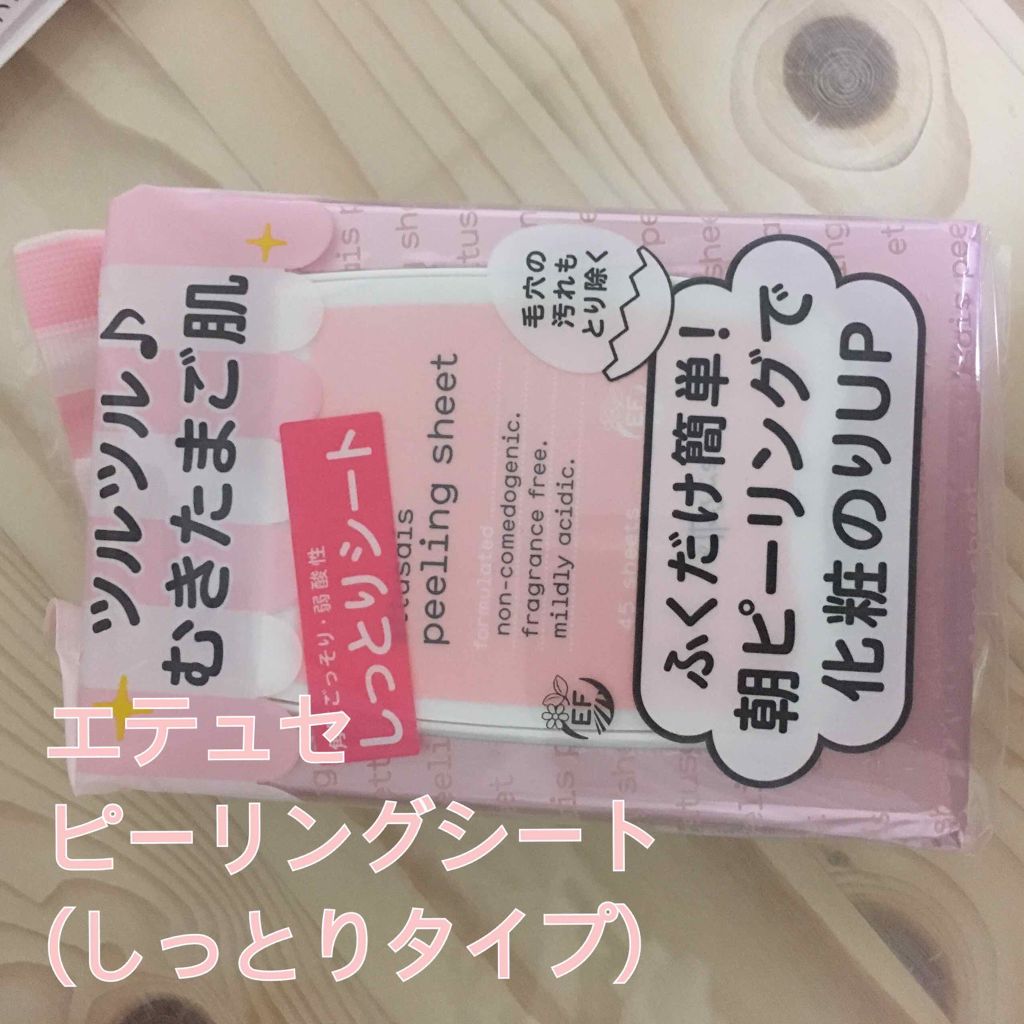 ツルツル♪
むきたまご肌
毛穴の
汚れも
とり除く
ごっそり・弱酸性
しっとりシート
peeling sheet
formulated
non-comedogenic.
fragrance free.
mildly acidic.
45 sheets
EF
ふくだけ簡単!
朝ピーリングで
化粧のりUP
エテュセ
ピーリングシート
(しっとりタイプ)